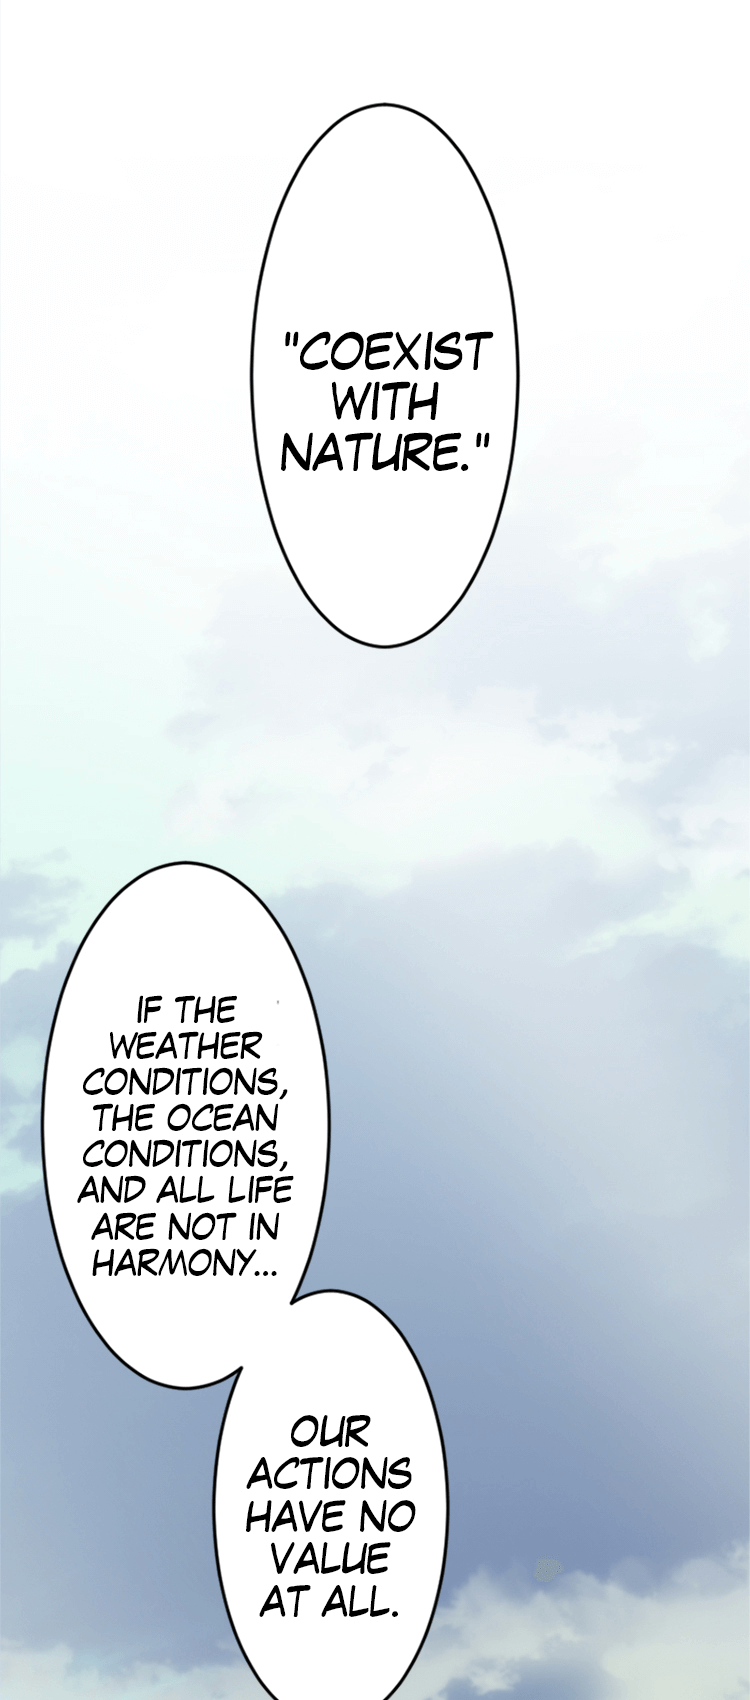 "COEXIST
WITH
NATURE."
IF THE
WEATHER
CONDITIONS,
THE OCEAN
CONDITIONS,
AND ALL LIFE
ARE NOT IN
HARMONY...
OUR
ACTIONS
HAVE NO
VALUE
AT ALL.